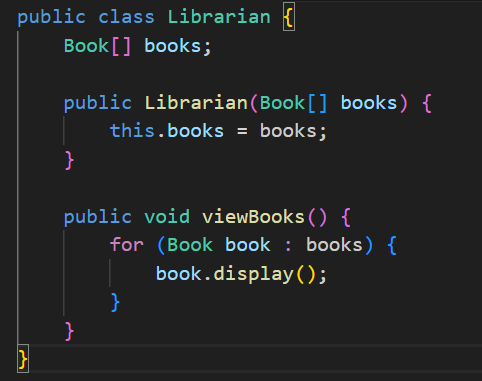 public class Librarian {
    Book[] books;

    public Librarian(Book[] books) {
        this.books = books;
    }

    public void viewBooks() {
        for (Book book : books) {
            book.display();
        }
    }
}